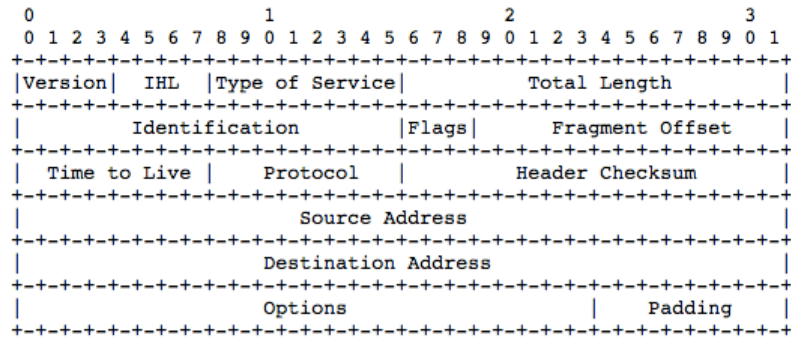 0                   1                   2                   3
0 1 2 3 4 5 6 7 8 9 0 1 2 3 4 5 6 7 8 9 0 1 2 3 4 5 6 7 8 9 0 1
+-+-+-+-+-+-+-+-+-+-+-+-+-+-+-+-+-+-+-+-+-+-+-+-+-+-+-+-+-+-+-+-+
|Version|  IHL  |Type of Service|          Total Length         |
+-+-+-+-+-+-+-+-+-+-+-+-+-+-+-+-+-+-+-+-+-+-+-+-+-+-+-+-+-+-+-+-+
|         Identification        |Flags|      Fragment Offset    |
+-+-+-+-+-+-+-+-+-+-+-+-+-+-+-+-+-+-+-+-+-+-+-+-+-+-+-+-+-+-+-+-+
|  Time to Live |    Protocol   |         Header Checksum       |
+-+-+-+-+-+-+-+-+-+-+-+-+-+-+-+-+-+-+-+-+-+-+-+-+-+-+-+-+-+-+-+-+
|                       Source Address                          |
+-+-+-+-+-+-+-+-+-+-+-+-+-+-+-+-+-+-+-+-+-+-+-+-+-+-+-+-+-+-+-+-+
|                    Destination Address                        |
+-+-+-+-+-+-+-+-+-+-+-+-+-+-+-+-+-+-+-+-+-+-+-+-+-+-+-+-+-+-+-+-+
|                    Options                    |    Padding    |
+-+-+-+-+-+-+-+-+-+-+-+-+-+-+-+-+-+-+-+-+-+-+-+-+-+-+-+-+-+-+-+-+